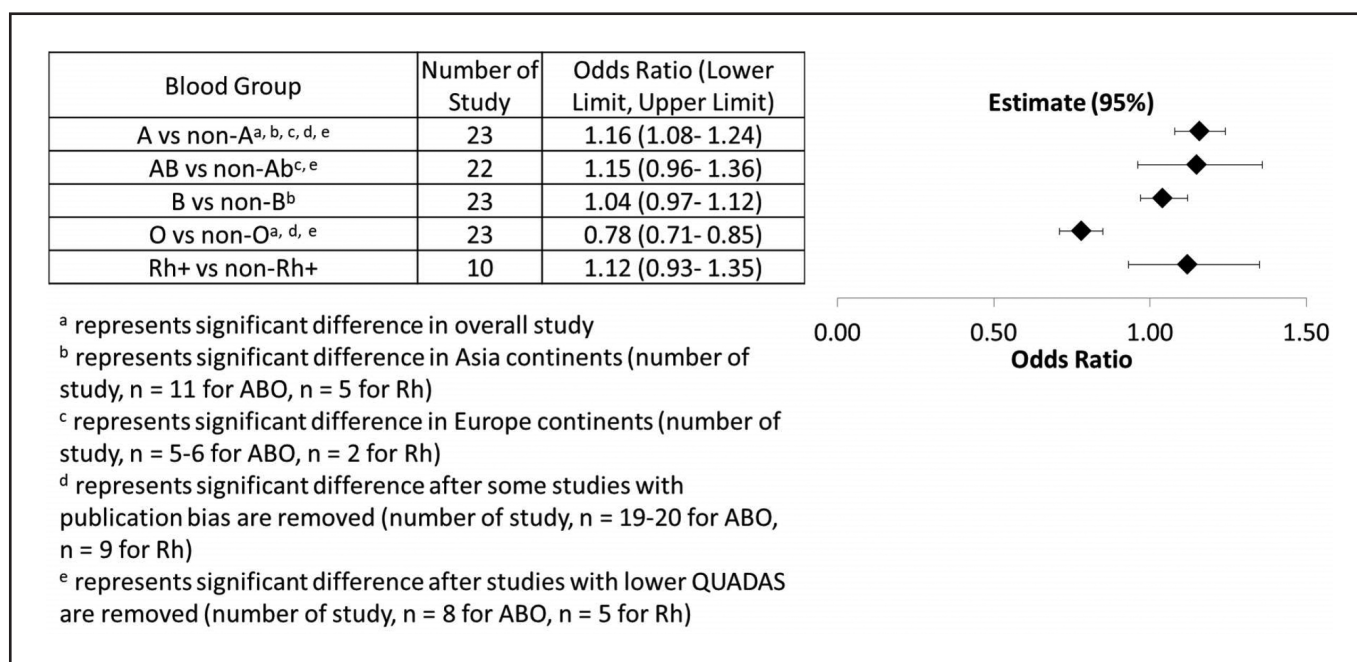 Blood Group
Number of
Study
Odds Ratio (Lower
Limit, Upper Limit)
A vs non-Aᵃ, ᵇ, ᶜ, ᵈ, ᵉ 23 1.16 (1.08- 1.24)
AB vs non-Abᶜ, ᵉ 22 1.15 (0.96- 1.36)
B vs non-Bᵇ 23 1.04 (0.97- 1.12)
O vs non-Oᵃ, ᵈ, ᵉ 23 0.78 (0.71- 0.85)
Rh+ vs non-Rh+ 10 1.12 (0.93- 1.35)
ᵃ represents significant difference in overall study
ᵇ represents significant difference in Asia continents (number of
study, n = 11 for ABO, n = 5 for Rh)
ᶜ represents significant difference in Europe continents (number of
study, n = 5-6 for ABO, n = 2 for Rh)
ᵈ represents significant difference after some studies with
publication bias are removed (number of study, n = 19-20 for ABO,
n = 9 for Rh)
ᵉ represents significant difference after studies with lower QUADAS
are removed (number of study, n = 8 for ABO, n = 5 for Rh)
Estimate (95%)
0.00 0.50 1.00 1.50
Odds Ratio